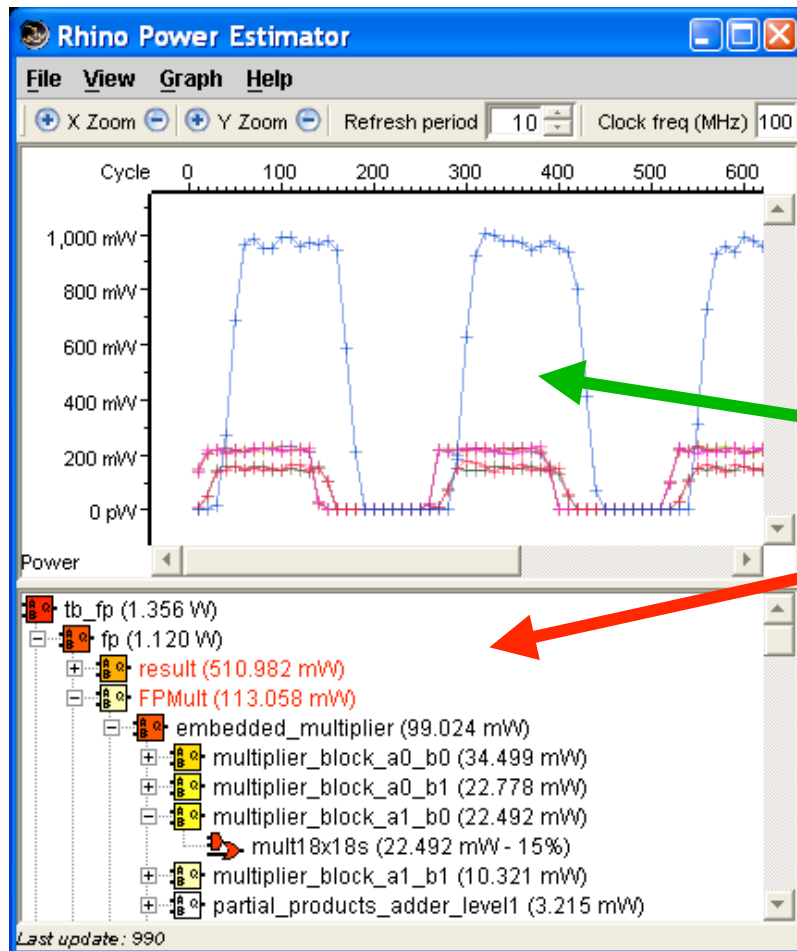 Rhino Power Estimator
File View Graph Help
X Zoom Y Zoom Refresh period 10 Clock freq (MHz) 100
Cycle 0 100 200 300 400 500 600
1,000 mW
800 mW
600 mW
400 mW
200 mW
0 pW
Power
tb_fp (1.356 W)
fp (1.120 W)
result (510.982 mW)
FPMult (113.058 mW)
embedded_multiplier (99.024 mW)
multiplier_block_a0_b0 (34.499 mW)
multiplier_block_a0_b1 (22.778 mW)
multiplier_block_a1_b0 (22.492 mW)
mult18x18s (22.492 mW - 15%)
multiplier_block_a1_b1 (10.321 mW)
partial_products_adder_level1 (3.215 mW)
Last update: 990